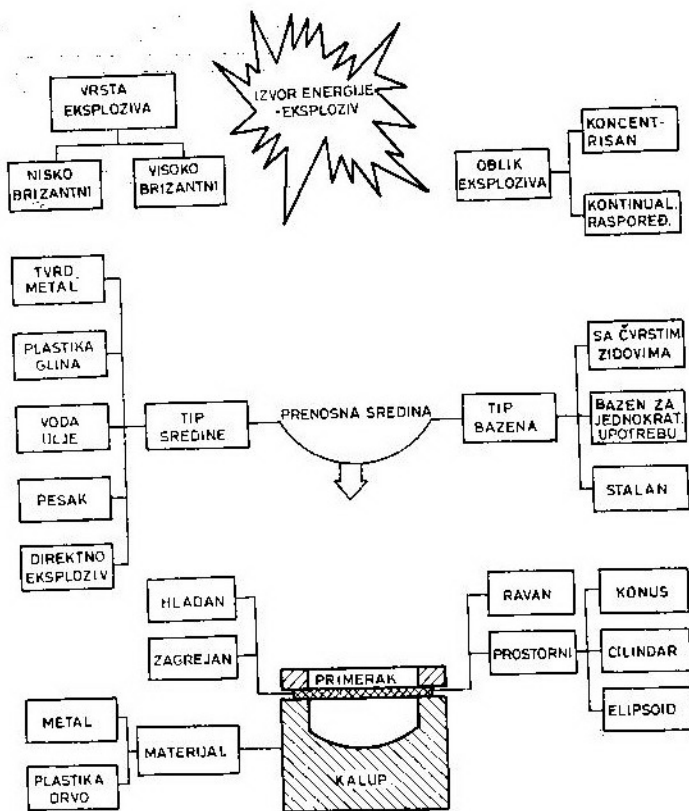 VRSTA
EKSPLOZIVA
NISKO
BRIZANTNI
VISOKO
BRIZANTNI
IZVOR ENERGIJE
-EKSPLOZIV
OBLIK
EKSPLOZIVA
KONCENT-
RISAN
KONTINUAL.
RASPOREĐ.
TVRD
METAL
PLASTIKA
GLINA
VODA
ULJE
PESAK
DIREKTNO
EKSPLOZIV
TIP
SREDINE
PRENOSNA SREDINA
TIP
BAZENA
SA ČVRSTIM
ZIDOVIMA
BAZEN ZA
JEDNOKRAT.
UPOTREBU
STALAN
HLADAN
ZAGREJAN
PRIMERAK
RAVAN
PROSTORNI
KONUS
CILINDAR
ELIPSOID
METAL
PLASTIKA
DRVO
MATERIJAL
KALUP